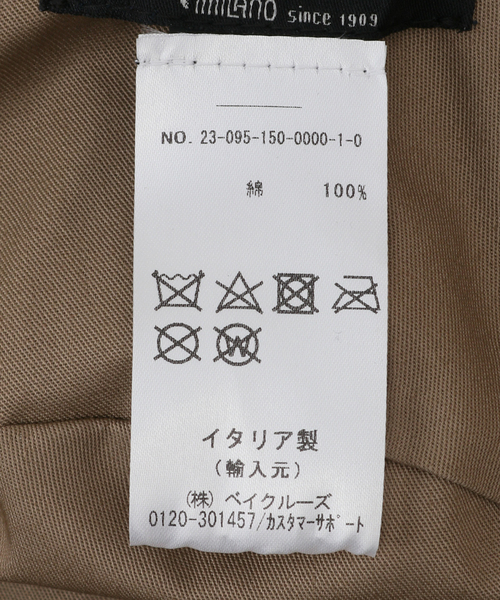 MILANO since 1909
NO. 23-095-150-0000-1-0
綿 100%
W
イタリア製
(輸入元)
(株) ベイクルーズ
0120-301457/カスタマーサポート